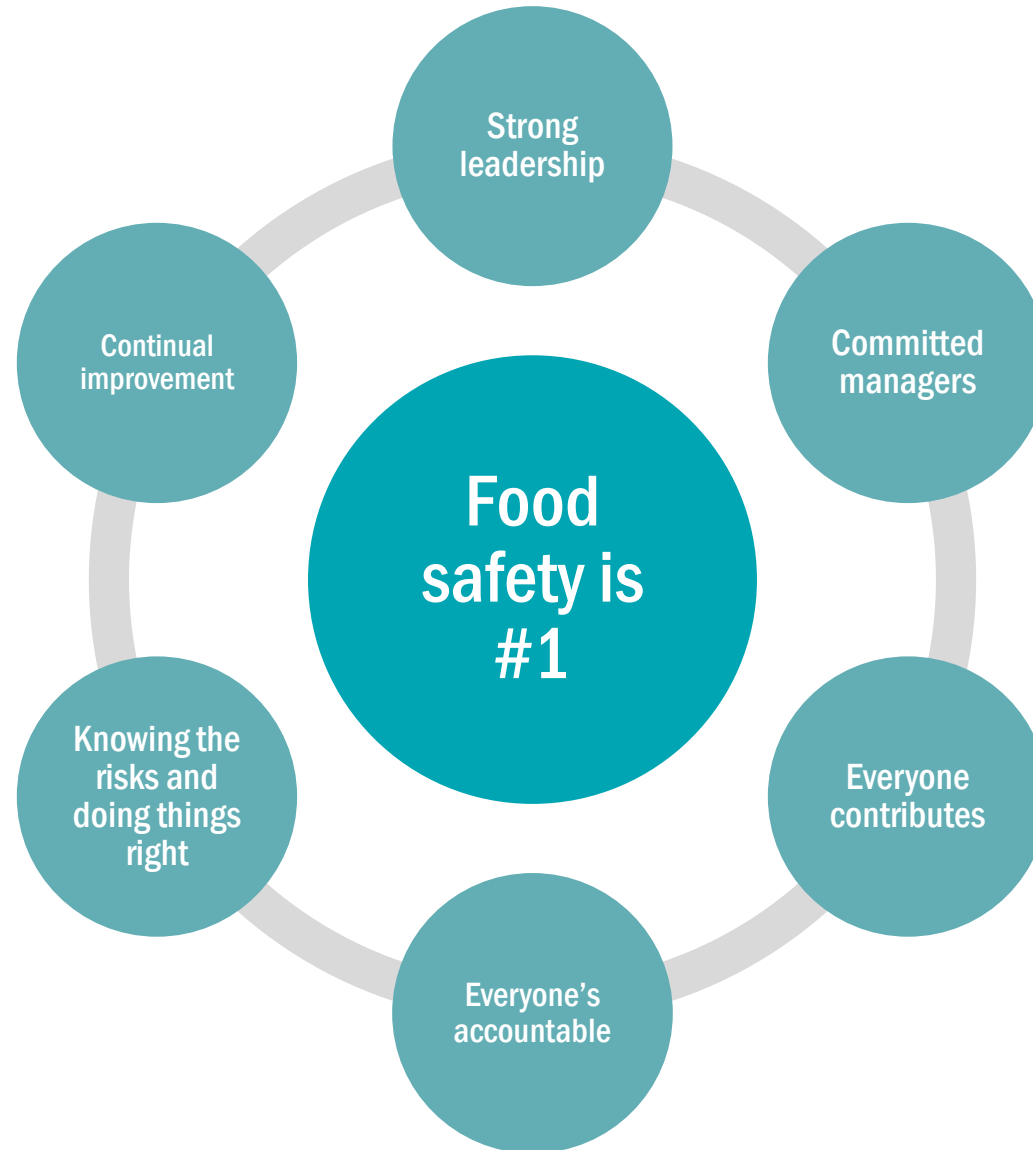 Strong
leadership
Committed
managers
Everyone
contributes
Everyone’s
accountable
Knowing the
risks and
doing things
right
Continual
improvement
Food
safety is
#1